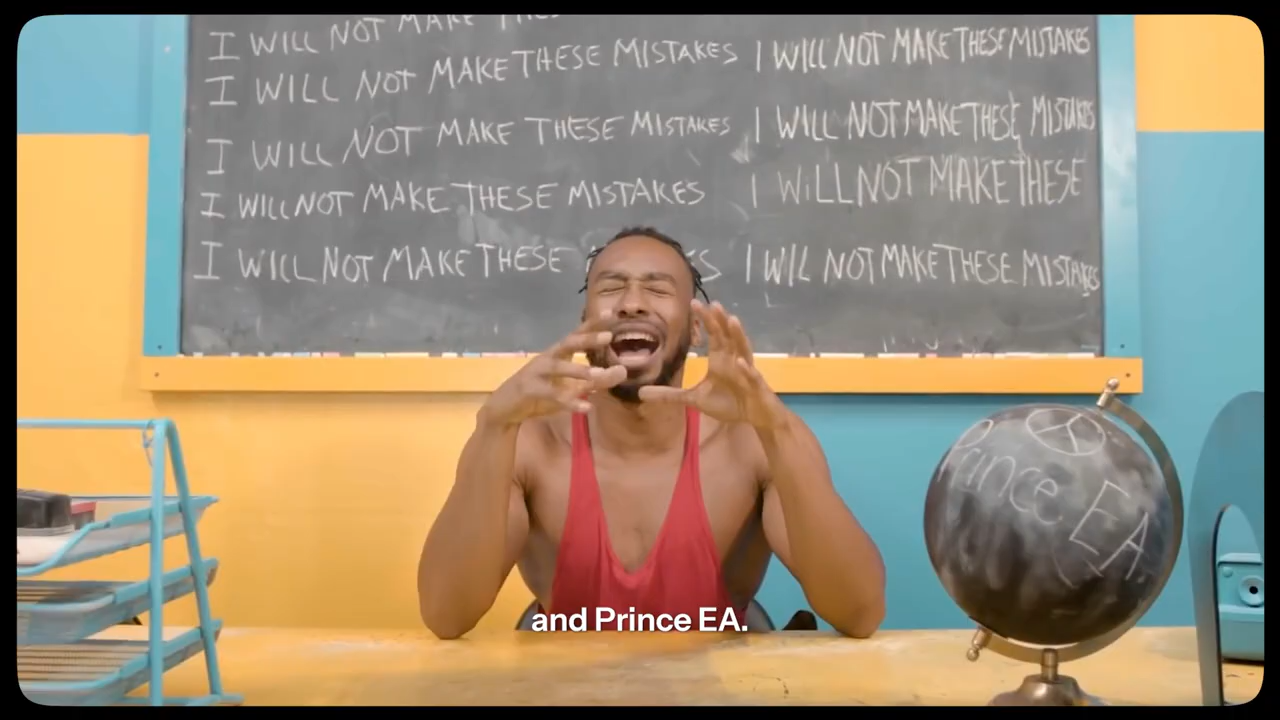 I WILL NOT MAKE THESE
I WILL NOT MAKE THESE MISTAKES I WILL NOT MAKE THESE MISTAKES
I WILL NOT MAKE THESE MISTAKES I WILL NOT MAKE THESE MISTAKES
I WILL NOT MAKE THESE MISTAKES I WILL NOT MAKE THESE
I WILL NOT MAKE THESE I WIL NOT MAKE THESE MISTAKES
Prince EA
and Prince EA.